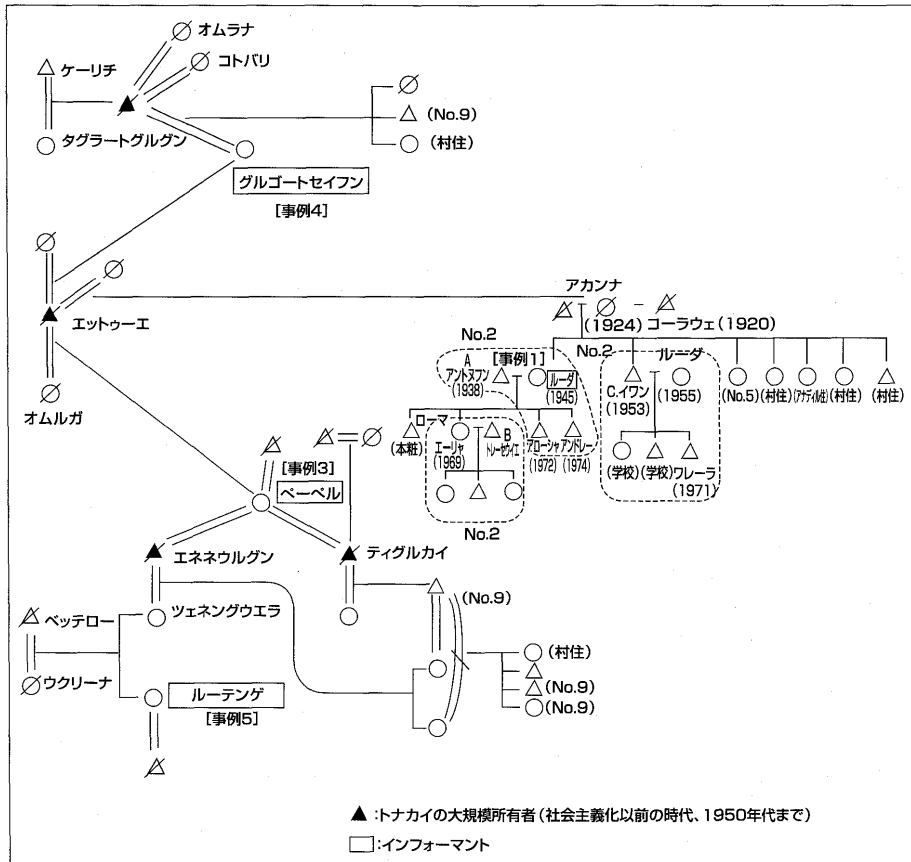 オムラナ
コトバリ
ケーリチ
(No.9)
(村住)
タグラートグルグン
グルゴートセイフン
[事例4]
エットゥーエ
オムルガ
アカンナ
(1924) コーラウェ(1920)
No.2
No.2
A [事例1]
アントヌフン
(1938)
ルーダ
(1945)
ルーダ
C.イワン
(1953)
(1955)
(No.5)
(村住)
(アナディル住)
(村住)
(村住)
ローマ
(本粧)
エーリャ
(1969)
B
トレーセウイエ
アローシャ
(1972)
アンドレー
(1974)
(学校)
(学校)
ワレーラ
(1971)
No.2
[事例3]
ペーペル
エネネウルグン
ティグルカイ
ベッテロー
ツェネングウエラ
(No.9)
ウクリーナ
ルーテンゲ
[事例5]
(村住)
(No.9)
(No.9)
▲:トナカイの大規模所有者(社会主義化以前の時代、1950年代まで)
□:インフォーマント